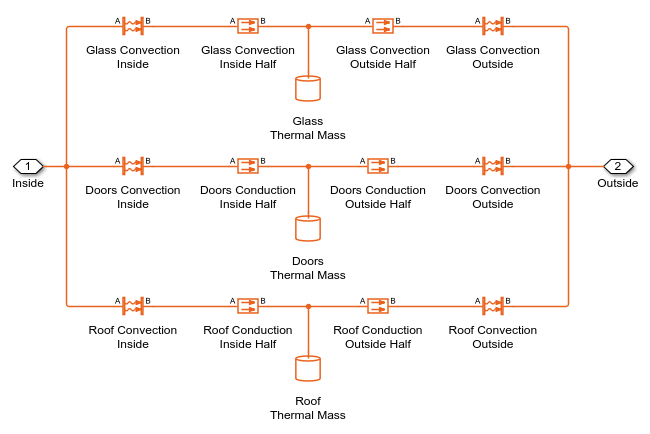 A B A B A B A B
Glass Convection Inside
Glass Convection Inside Half
Glass Convection Outside Half
Glass Convection Outside
Glass
Thermal Mass
1
Inside
A B A B A B A B
2
Outside
Doors Convection Inside
Doors Conduction Inside Half
Doors Conduction Outside Half
Doors Convection Outside
Doors
Thermal Mass
A B A B A B A B
Roof Convection Inside
Roof Conduction Inside Half
Roof Conduction Outside Half
Roof Convection Outside
Roof
Thermal Mass